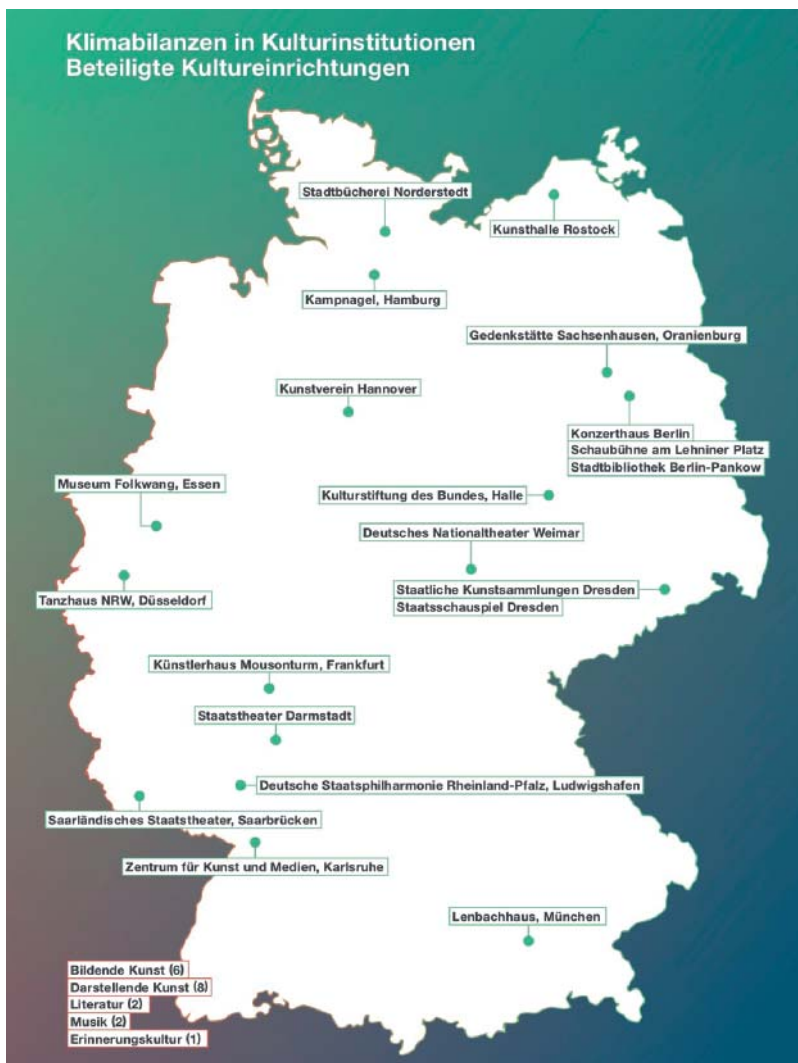 Klimabilanzen in Kulturinstitutionen
Beteiligte Kultureinrichtungen
Stadtbücherei Norderstedt
Kunsthalle Rostock
Kampnagel, Hamburg
Gedenkstätte Sachsenhausen, Oranienburg
Kunstverein Hannover
Konzerthaus Berlin
Schaubühne am Lehniner Platz
Stadtbibliothek Berlin-Pankow
Museum Folkwang, Essen
Kulturstiftung des Bundes, Halle
Deutsches Nationaltheater Weimar
Staatliche Kunstsammlungen Dresden
Staatsschauspiel Dresden
Tanzhaus NRW, Düsseldorf
Künstlerhaus Mousonturm, Frankfurt
Staatstheater Darmstadt
Deutsche Staatsphilharmonie Rheinland-Pfalz, Ludwigshafen
Saarländisches Staatstheater, Saarbrücken
Zentrum für Kunst und Medien, Karlsruhe
Lenbachhaus, München
Bildende Kunst (6)
Darstellende Kunst (8)
Literatur (2)
Musik (2)
Erinnerungskultur (1)